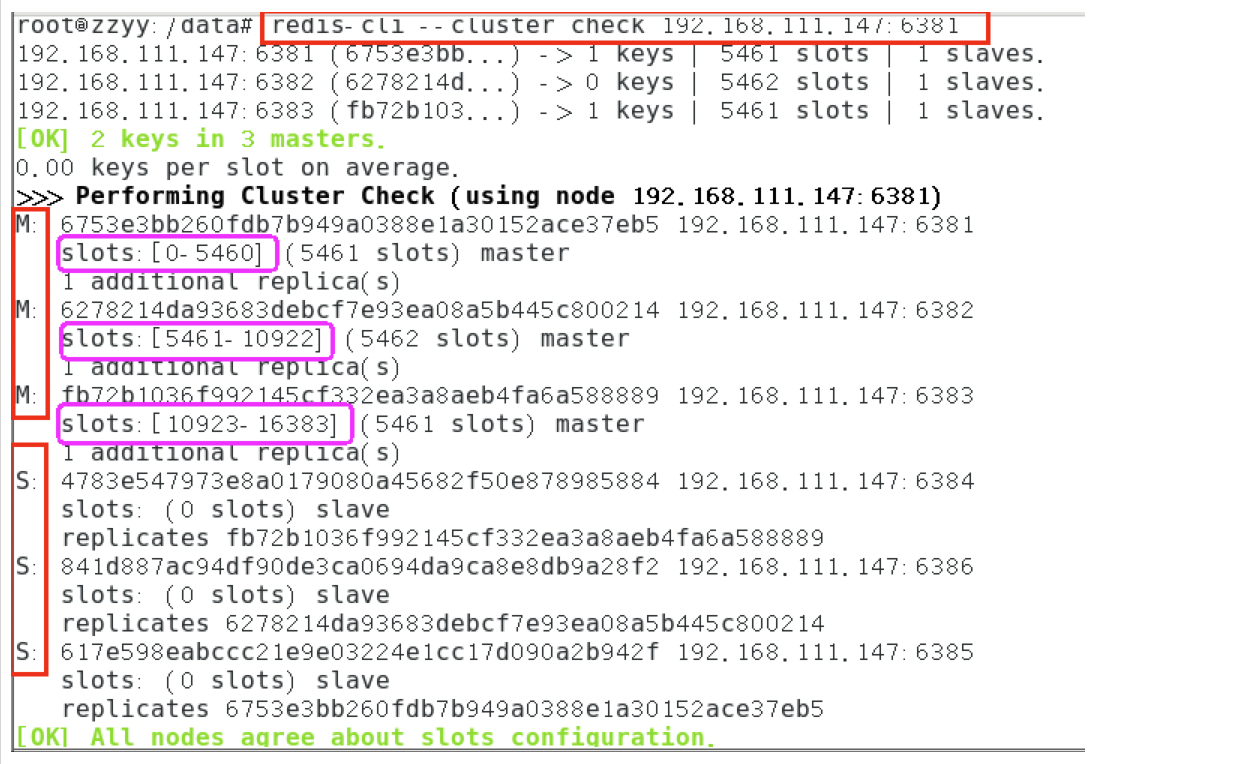 root@zzyy:/data# redis-cli --cluster check 192.168.111.147:6381
192.168.111.147:6381 (6753e3bb...) -> 1 keys | 5461 slots | 1 slaves.
192.168.111.147:6382 (6278214d...) -> 0 keys | 5462 slots | 1 slaves.
192.168.111.147:6383 (fb72b103...) -> 1 keys | 5461 slots | 1 slaves.
[OK] 2 keys in 3 masters.
0.00 keys per slot on average.
>>> Performing Cluster Check (using node 192.168.111.147:6381)
M: 6753e3bb260fdb7b949a0388e1a30152ace37eb5 192.168.111.147:6381
slots:[0-5460] (5461 slots) master
1 additional replica(s)
M: 6278214da93683debcf7e93ea08a5b445c800214 192.168.111.147:6382
slots:[5461-10922] (5462 slots) master
1 additional replica(s)
M: fb72b1036f992145cf332ea3a8aeb4fa6a588889 192.168.111.147:6383
slots:[10923-16383] (5461 slots) master
1 additional replica(s)
S: 4783e547973e8a0179080a45682f50e878985884 192.168.111.147:6384
slots: (0 slots) slave
replicates fb72b1036f992145cf332ea3a8aeb4fa6a588889
S: 841d887ac94df90de3ca0694da9ca8e8db9a28f2 192.168.111.147:6386
slots: (0 slots) slave
replicates 6278214da93683debcf7e93ea08a5b445c800214
S: 617e598eabccc21e9e03224e1cc17d090a2b942f 192.168.111.147:6385
slots: (0 slots) slave
replicates 6753e3bb260fdb7b949a0388e1a30152ace37eb5
[OK] All nodes agree about slots configuration.